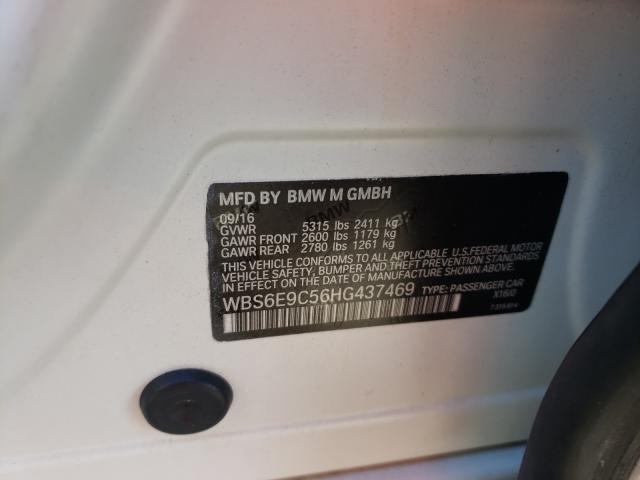 MFD BY BMW M GMBH
09/16
GVWR 5315 lbs 2411 kg
GAWR FRONT 2600 lbs 1179 kg
GAWR REAR 2780 lbs 1261 kg
THIS VEHICLE CONFORMS TO ALL APPLICABLE U.S.FEDERAL MOTOR
VEHICLE SAFETY, BUMPER AND THEFT PREVENTION STANDARDS
IN EFFECT ON THE DATE OF MANUFACTURE SHOWN ABOVE.
WBS6E9C56HG437469 TYPE: PASSENGER CAR
X16/0